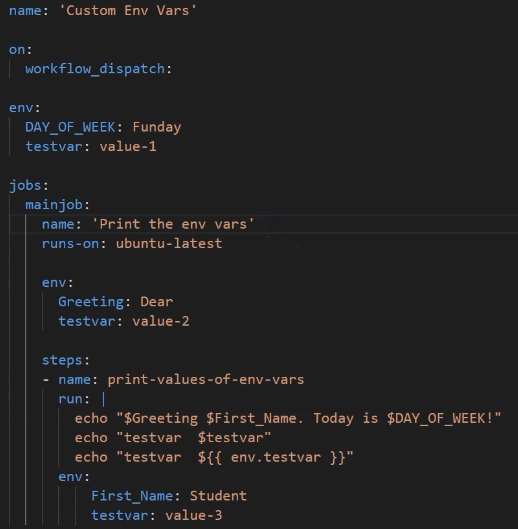 name: 'Custom Env Vars'
on:
workflow_dispatch:
env:
DAY_OF_WEEK: Funday
testvar: value-1
jobs:
mainjob:
name: 'Print the env vars'
runs-on: ubuntu-latest
env:
Greeting: Dear
testvar: value-2
steps:
- name: print-values-of-env-vars
run: |
echo "$Greeting $First_Name. Today is $DAY_OF_WEEK!"
echo "testvar  $testvar"
echo "testvar  ${{ env.testvar }}"
env:
First_Name: Student
testvar: value-3